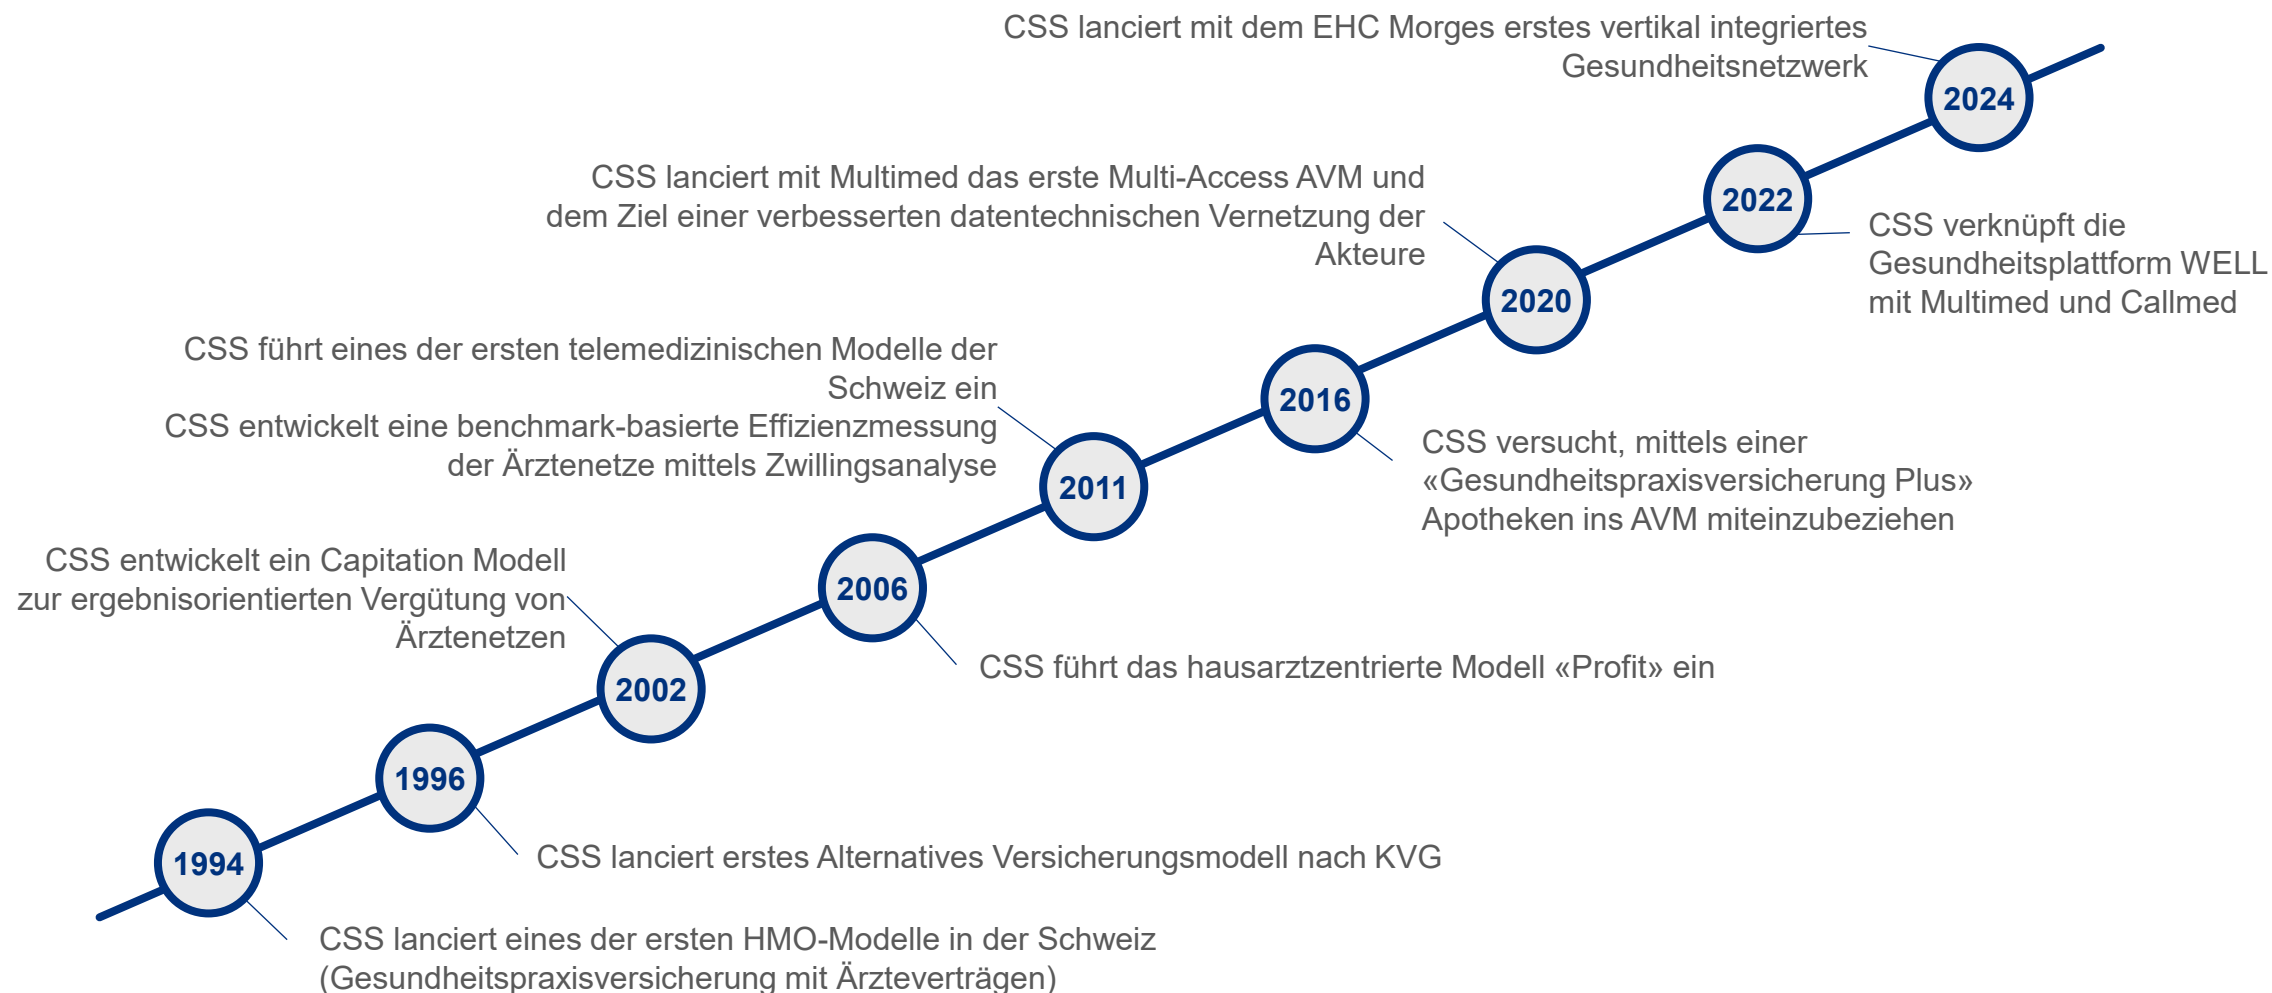 CSS lanciert mit dem EHC Morges erstes vertikal integriertes
Gesundheitsnetzwerk
2024
CSS lanciert mit Multimed das erste Multi-Access AVM und
dem Ziel einer verbesserten datentechnischen Vernetzung der
Akteure
2022
CSS verknüpft die
Gesundheitsplattform WELL
mit Multimed und Callmed
2020
CSS führt eines der ersten telemedizinischen Modelle der
Schweiz ein
CSS entwickelt eine benchmark-basierte Effizienzmessung
der Ärztenetze mittels Zwillingsanalyse
2016
CSS versucht, mittels einer
«Gesundheitspraxisversicherung Plus»
Apotheken ins AVM miteinzubeziehen
2011
CSS entwickelt ein Capitation Modell
zur ergebnisorientierten Vergütung von
Ärztenetzen
2006
CSS führt das hausarztzentrierte Modell «Profit» ein
2002
1996
CSS lanciert erstes Alternatives Versicherungsmodell nach KVG
1994
CSS lanciert eines der ersten HMO-Modelle in der Schweiz
(Gesundheitspraxisversicherung mit Ärzteverträgen)